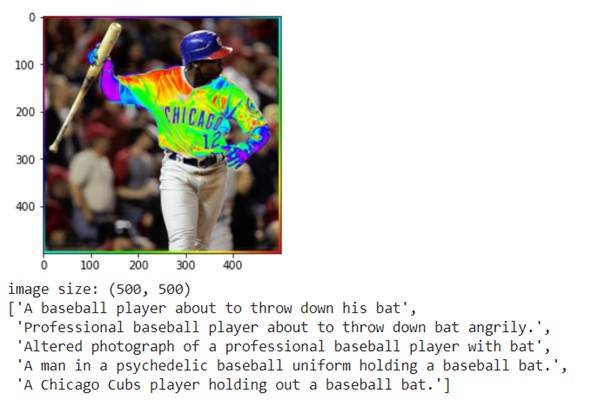 0
100
200
300
400
CHICAGO
12
0 100 200 300 400
image size: (500, 500)
['A baseball player about to throw down his bat',
'Professional baseball player about to throw down bat angrily.',
'Altered photograph of a professional baseball player with bat',
'A man in a psychedelic baseball uniform holding a baseball bat.',
'A Chicago Cubs player holding out a baseball bat.']